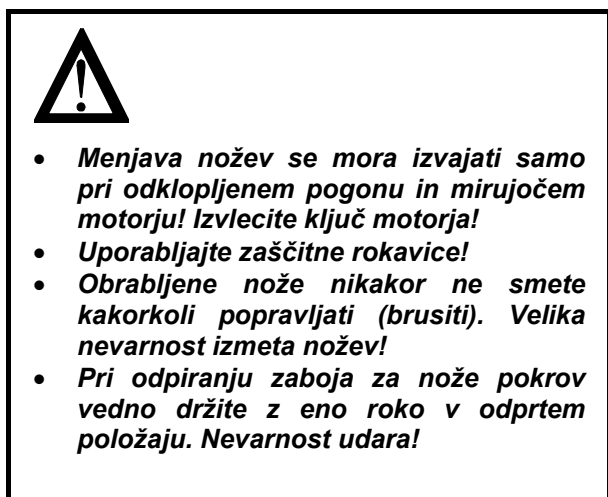 • Menjava nožev se mora izvajati samo
pri odklopljenem pogonu in mirujočem
motorju! Izvlecite ključ motorja!
• Uporabljajte zaščitne rokavice!
• Obrabljene nože nikakor ne smete
kakorkoli popravljati (brusiti). Velika
nevarnost izmeta nožev!
• Pri odpiranju zaboja za nože pokrov
vedno držite z eno roko v odprtem
položaju. Nevarnost udara!